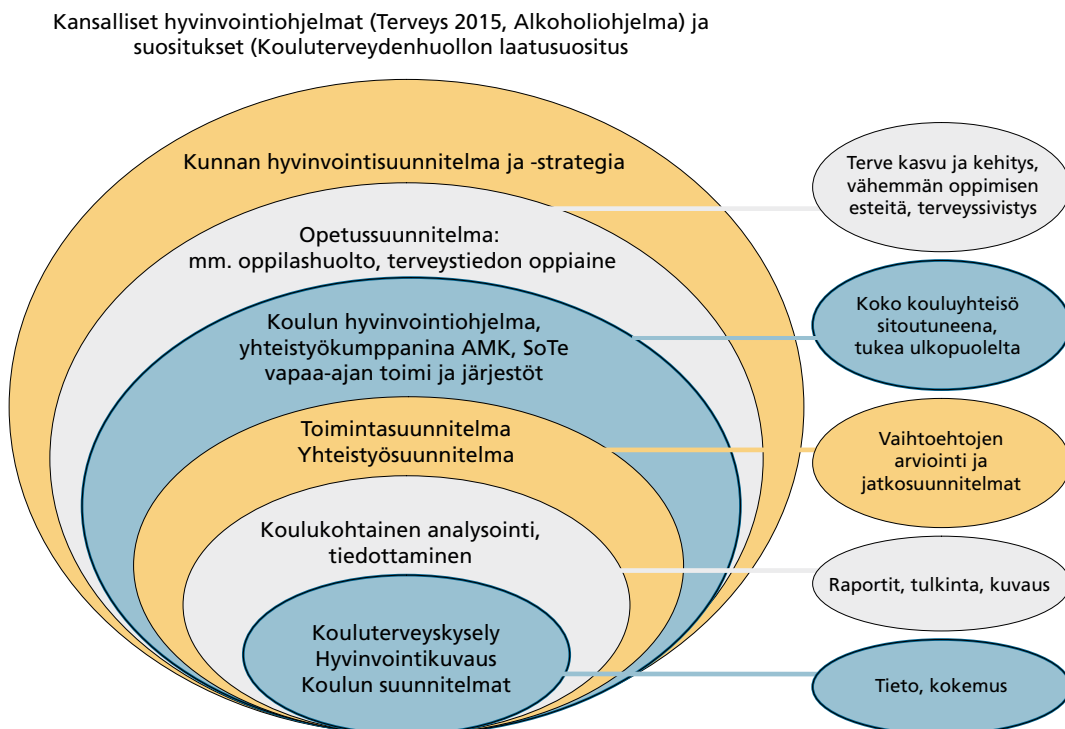 Kansalliset hyvinvointiohjelmat (Terveys 2015, Alkoholiohjelma) ja
suositukset (Kouluterveydenhuollon laatusuositus
Kunnan hyvinvointisuunnitelma ja -strategia
Opetussuunnitelma:
mm. oppilashuolto, terveystiedon oppiaine
Koulun hyvinvointiohjelma,
yhteistyökumppanina AMK, SoTe
vapaa-ajan toimi ja järjestöt
Toimintasuunnitelma
Yhteistyösuunnitelma
Koulukohtainen analysointi,
tiedottaminen
Kouluterveyskysely
Hyvinvointikuvaus
Koulun suunnitelmat
Terve kasvu ja kehitys,
vähemmän oppimisen
esteitä, terveyssivistys
Koko kouluyhteisö
sitoutuneena,
tukea ulkopuolelta
Vaihtoehtojen
arviointi ja
jatkosuunnitelmat
Raportit, tulkinta, kuvaus
Tieto, kokemus